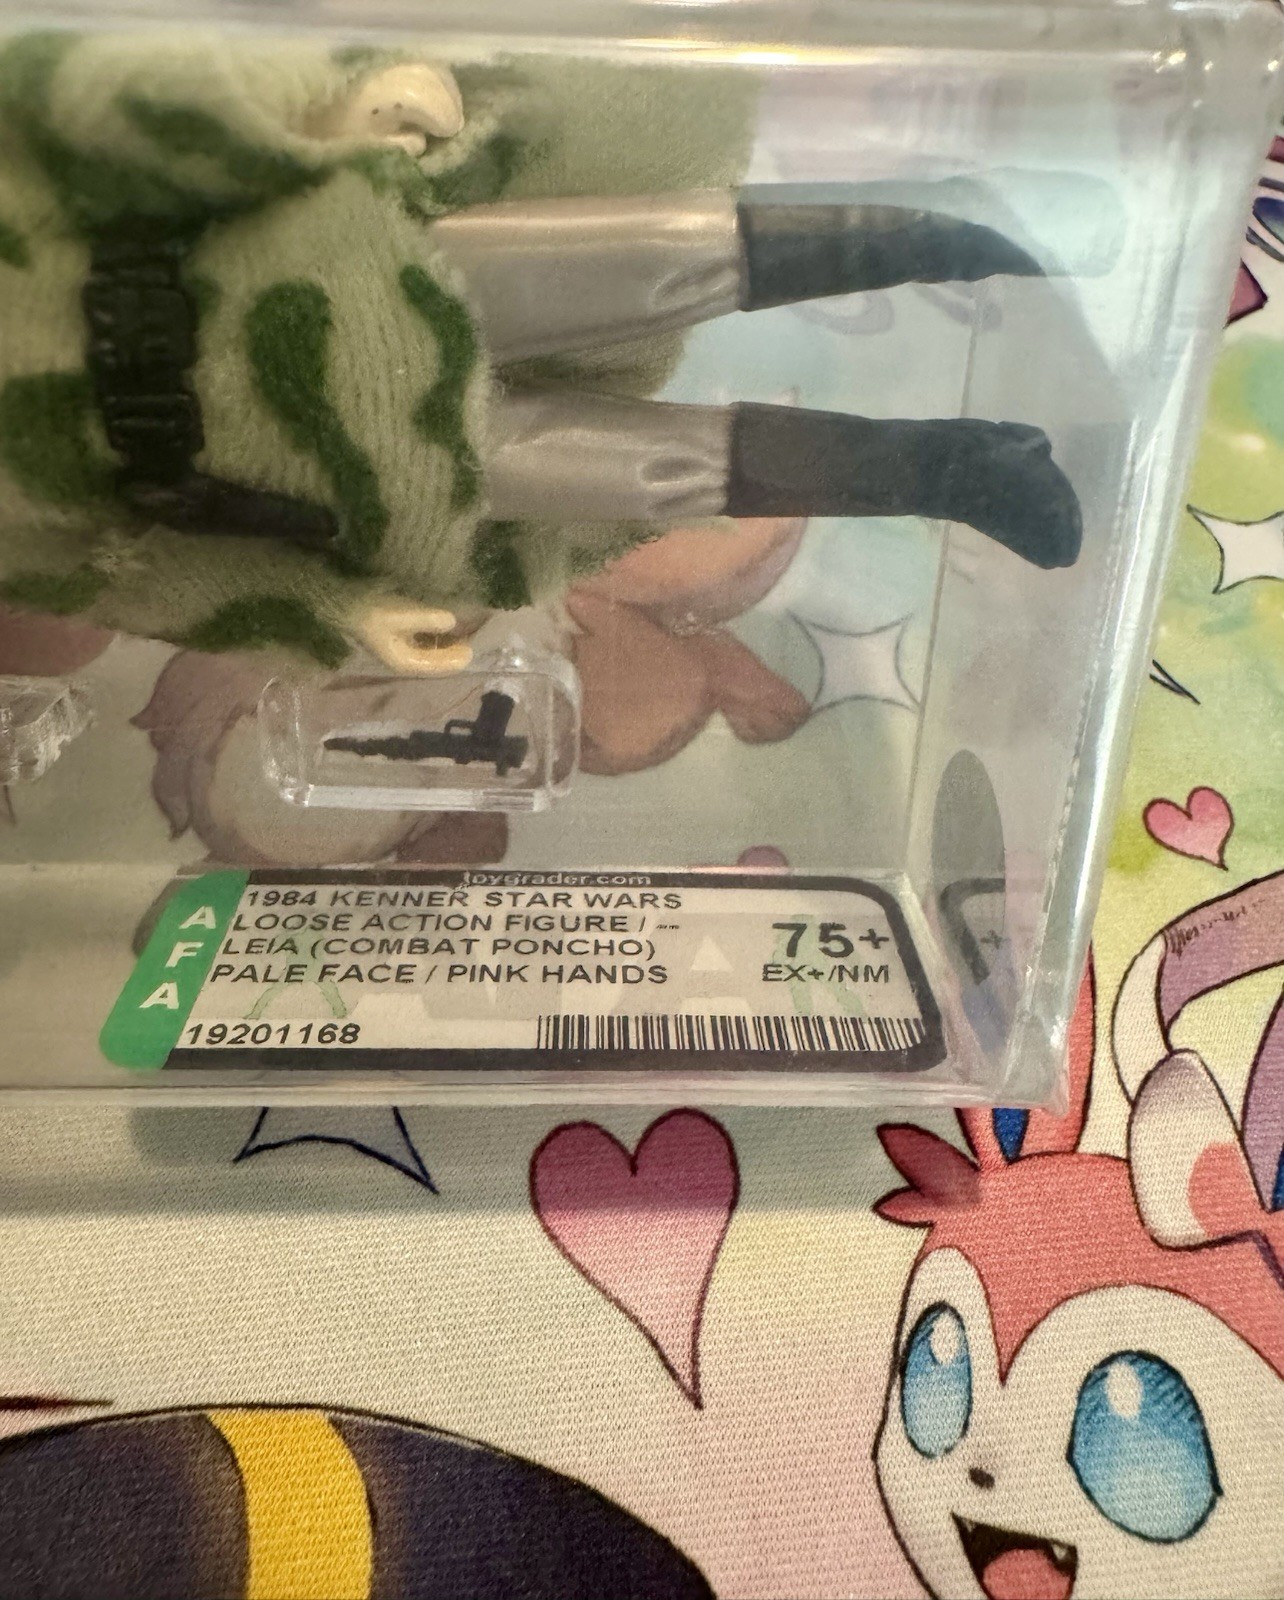 toygrader.com
AFA
1984 KENNER STAR WARS
LOOSE ACTION FIGURE /
LEIA (COMBAT PONCHO)
PALE FACE / PINK HANDS
75+
EX+/NM
19201168